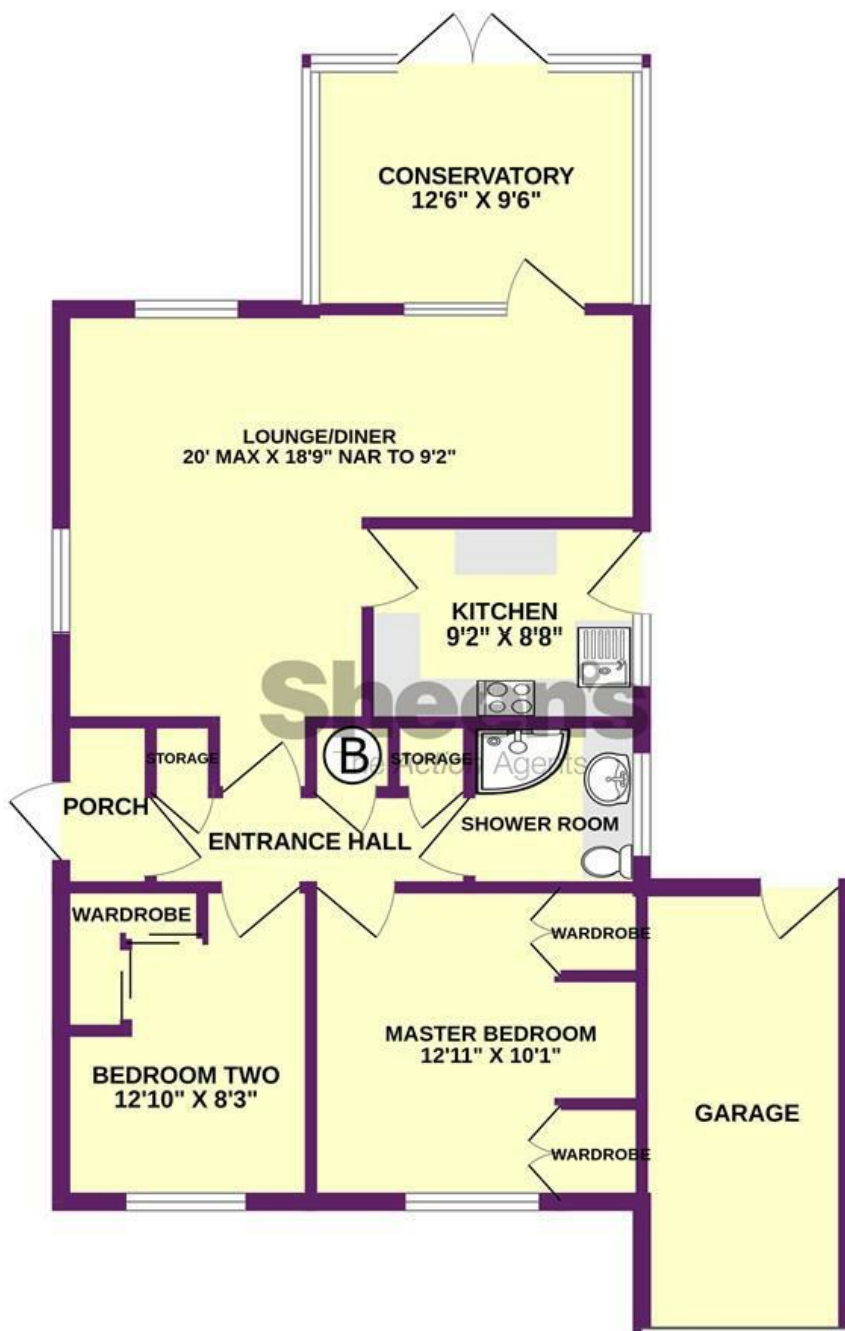 CONSERVATORY
12'6" X 9'6"
LOUNGE/DINER
20' MAX X 18'9" NAR TO 9'2"
KITCHEN
9'2" X 8'8"
Sheen's
The Action Agents
STORAGE
B
STORAGE
PORCH
ENTRANCE HALL
SHOWER ROOM
WARDROBE
WARDROBE
MASTER BEDROOM
12'11" X 10'1"
BEDROOM TWO
12'10" X 8'3"
GARAGE
WARDROBE